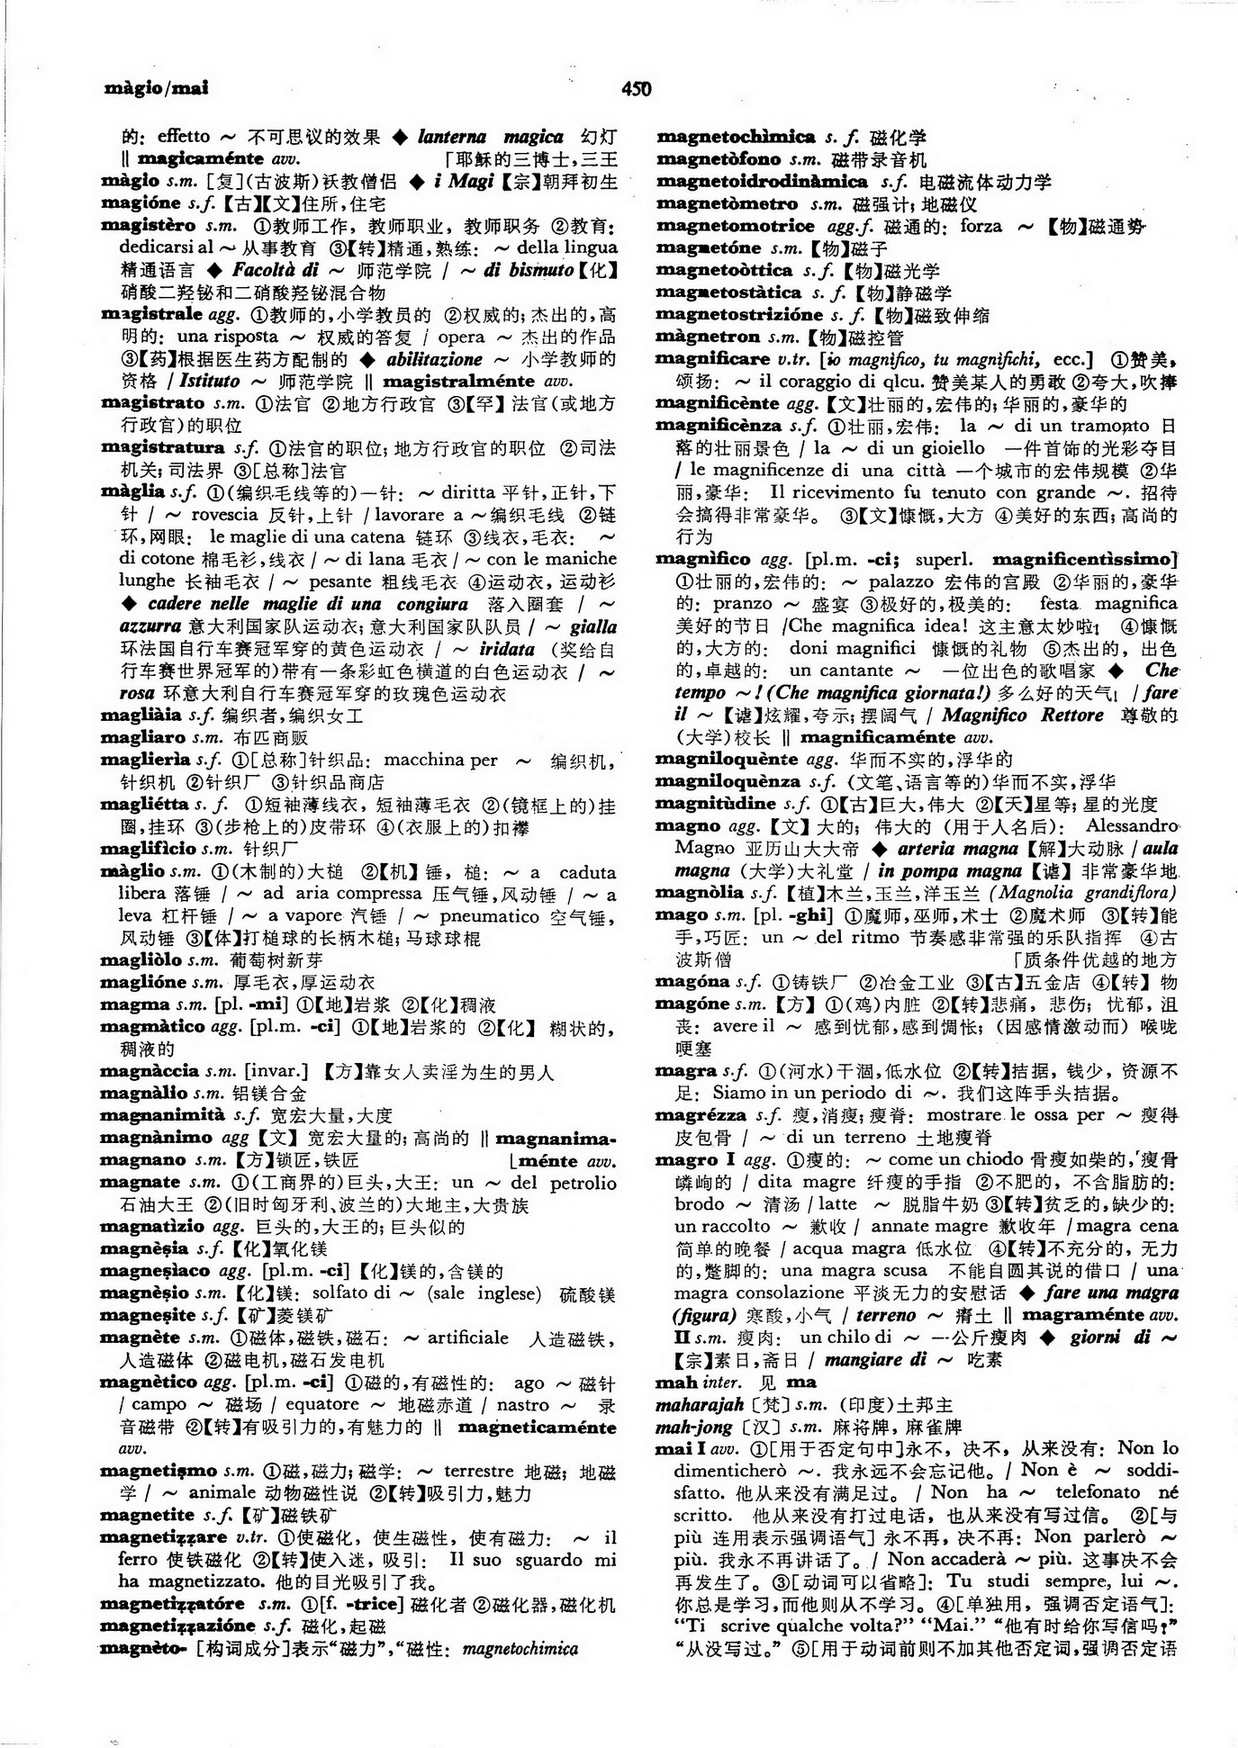 màgio/mai
450
的: effetto ～ 不可思议的效果 ◆ lanterna magica 幻灯
‖ magicaménte avv. 「耶稣的三博士,三王
màgio s.m. [复](古波斯)袄教僧侣 ◆ i Magi【宗】朝拜初生
magióne s.f.【古】【文】住所,住宅
magistèro s.m. ①教师工作, 教师职业, 教师职务 ②教育:
dedicarsi al ～ 从事教育 ③【转】精通,熟练: ～ della lingua
精通语言 ◆ Facoltà di ～ 师范学院 / ～ di bismuto【化】
硝酸二羟铋和二硝酸羟铋混合物
magistrale agg. ①教师的,小学教员的 ②权威的; 杰出的,高
明的: una risposta ～ 权威的答复 / opera ～ 杰出的作品
③【药】根据医生药方配制的 ◆ abilitazione ～ 小学教师的
资格 / Istituto ～ 师范学院 ‖ magistralménte avv.
magistrato s.m. ①法官 ②地方行政官 ③【罕】法官(或地方
行政官)的职位
magistratura s.f. ①法官的职位; 地方行政官的职位 ②司法
机关; 司法界 ③[总称]法官
màglia s.f. ①(编织毛线等的)一针: ～ diritta 平针,正针,下
针 / ～ rovescia 反针,上针 / lavorare a ～编织毛线 ②链
环,网眼: le maglie di una catena 链环 ③线衣,毛衣: ～
di cotone 棉毛衫,线衣 / ～ di lana 毛衣 / ～ con le maniche
lunghe 长袖毛衣 / ～ pesante 粗线毛衣 ④运动衣, 运动衫
◆ cadere nelle maglie di una congiura 落入圈套 / ～
azzurra 意大利国家队运动衣; 意大利国家队队员 / ～ gialla
环法国自行车赛冠军穿的黄色运动衣 / ～ iridata (奖给自
行车赛世界冠军的)带有一条彩虹色横道的白色运动衣 / ～
rosa 环意大利自行车赛冠军穿的玫瑰色运动衣
magliàia s.f. 编织者,编织女工
magliaro s.m. 布匹商贩
maglierìa s.f. ①[总称]针织品: macchina per ～ 编织机,
针织机 ②针织厂 ③针织品商店
magliétta s. f. ①短袖薄线衣, 短袖薄毛衣 ②(镜框上的)挂
圈,挂环 ③(步枪上的)皮带环 ④(衣服上的)扣襻
maglifìcio s.m. 针织厂
màglio s.m. ①(木制的)大槌 ②【机】锤, 槌: ～ a caduta
libera 落锤 / ～ ad aria compressa 压气锤,风动锤 / ～ a
leva 杠杆锤 / ～ a vapore 汽锤 / ～ pneumatico 空气锤,
风动锤 ③【体】打槌球的长柄木槌; 马球球棍
magliòlo s.m. 葡萄树新芽
maglióne s.m. 厚毛衣,厚运动衣
magma s.m. [pl. -mi] ①【地】岩浆 ②【化】稠液
magmàtico agg. [pl.m. -ci] ①【地】岩浆的 ②【化】 糊状的,
稠液的
magnàccia s.m. [invar.] 【方】靠女人卖淫为生的男人
magnàlio s.m. 铝镁合金
magnanimità s.f. 宽宏大量,大度
magnànimo agg【文】 宽宏大量的; 高尚的 ‖ magnanima-
magnano s.m.【方】锁匠,铁匠 ⌊ménte avv.
magnate s.m. ①(工商界的)巨头,大王: un ～ del petrolio
石油大王 ②(旧时匈牙利、波兰的)大地主,大贵族
magnatìzio agg. 巨头的,大王的; 巨头似的
magnèsia s.f.【化】氧化镁
magnesìaco agg. [pl.m. -ci]【化】镁的,含镁的
magnèsio s.m.【化】镁: solfato di ～ (sale inglese) 硫酸镁
magnesite s.f.【矿】菱镁矿
magnète s.m. ①磁体,磁铁,磁石: ～ artificiale 人造磁铁,
人造磁体 ②磁电机,磁石发电机
magnètico agg. [pl.m. -ci] ①磁的,有磁性的: ago ～ 磁针
/ campo ～ 磁场 / equatore ～ 地磁赤道 / nastro ～ 录
音磁带 ②【转】有吸引力的,有魅力的 ‖ magneticaménte
avv.
magnetismo s.m. ①磁,磁力; 磁学: ～ terrestre 地磁; 地磁
学 / ～ animale 动物磁性说 ②【转】吸引力,魅力
magnetite s.f.【矿】磁铁矿
magnetizzare v.tr. ①使磁化, 使生磁性, 使有磁力: ～ il
ferro 使铁磁化 ②【转】使入迷, 吸引: Il suo sguardo mi
ha magnetizzato. 他的目光吸引了我。
magnetizzatóre s.m. ①[f. -trice] 磁化者 ②磁化器,磁化机
magnetizzazióne s.f. 磁化,起磁
magnèto- [构词成分]表示“磁力”,“磁性: magnetochimica
magnetochìmica s. f. 磁化学
magnetòfono s.m. 磁带录音机
magnetoidrodinàmica s.f. 电磁流体动力学
magnetòmetro s.m. 磁强计; 地磁仪
magnetomotrice agg.f. 磁通的: forza ～ 【物】磁通势
magnetóne s.m.【物】磁子
magnetoòttica s.f.【物】磁光学
magnetostàtica s. f.【物】静磁学
magnetostrizióne s. f.【物】磁致伸缩
màgnetron s.m.【物】磁控管
magnificare v.tr. [io magnìfico, tu magnìfichi, ecc.] ①赞美,
颂扬: ～ il coraggio di qlcu. 赞美某人的勇敢 ②夸大,吹捧
magnificènte agg.【文】壮丽的,宏伟的; 华丽的,豪华的
magnificènza s.f. ①壮丽,宏伟: la ～ di un tramonto 日
落的壮丽景色 / la ～ di un gioiello 一件首饰的光彩夺目
/ le magnificenze di una città 一个城市的宏伟规模 ②华
丽,豪华: Il ricevimento fu tenuto con grande ～. 招待
会搞得非常豪华。 ③【文】慷慨,大方 ④美好的东西; 高尚的
行为
magnìfico agg. [pl.m. -ci; superl. magnificentìssimo]
①壮丽的,宏伟的: ～ palazzo 宏伟的宫殿 ②华丽的,豪华
的: pranzo ～ 盛宴 ③极好的,极美的: festa magnifica
美好的节日 /Che magnifica idea! 这主意太妙啦! ④慷慨
的,大方的: doni magnifici 慷慨的礼物 ⑤杰出的, 出色
的,卓越的: un cantante ～ 一位出色的歌唱家 ◆ Che
tempo ～! (Che magnifica giornata!) 多么好的天气! / fare
il ～【谑】炫耀,夸示; 摆阔气 / Magnifico Rettore 尊敬的
(大学)校长 ‖ magnificaménte avv.
magniloquènte agg. 华而不实的,浮华的
magniloquènza s.f. (文笔、语言等的)华而不实,浮华
magnitùdine s.f. ①【古】巨大,伟大 ②【天】星等; 星的光度
magno agg.【文】大的; 伟大的 (用于人名后): Alessandro
Magno 亚历山大大帝 ◆ arteria magna【解】大动脉 / aula
magna (大学)大礼堂 / in pompa magna【谑】非常豪华地
magnòlia s.f.【植】木兰,玉兰,洋玉兰 (Magnolia grandiflora)
mago s.m. [pl. -ghi] ①魔师,巫师,术士 ②魔术师 ③【转】能
手,巧匠: un ～ del ritmo 节奏感非常强的乐队指挥 ④古
波斯僧 「质条件优越的地方
magóna s.f. ①铸铁厂 ②冶金工业 ③【古】五金店 ④【转】物
magóne s.m.【方】①(鸡)内脏 ②【转】悲痛, 悲伤; 忧郁, 沮
丧: avere il ～ 感到忧郁,感到惆怅; (因感情激动而) 喉咙
哽塞
magra s.f. ①(河水)干涸,低水位 ②【转】拮据, 钱少, 资源不
足: Siamo in un periodo di ～. 我们这阵手头拮据。
magrézza s.f. 瘦,消瘦; 瘦脊: mostrare le ossa per ～ 瘦得
皮包骨 / ～ di un terreno 土地瘦脊
magro I agg. ①瘦的: ～ come un chiodo 骨瘦如柴的,瘦骨
嶙峋的 / dita magre 纤瘦的手指 ②不肥的, 不含脂肪的:
brodo ～ 清汤 / latte ～ 脱脂牛奶 ③【转】贫乏的,缺少的:
un raccolto ～ 歉收 / annate magre 歉收年 /magra cena
简单的晚餐 / acqua magra 低水位 ④【转】不充分的, 无力
的,蹩脚的: una magra scusa 不能自圆其说的借口 / una
magra consolazione 平淡无力的安慰话 ◆ fare una magra
(figura) 寒酸,小气 / terreno ～ 瘠土 ‖ magraménte avv.
II s.m. 瘦肉: un chilo di ～ 一公斤瘦肉 ◆ giorni di ～
【宗】素日,斋日 / mangiare di ～ 吃素
mah inter. 见 ma
maharajah [梵] s.m. (印度)土邦主
mah-jong [汉] s.m. 麻将牌, 麻雀牌
mai I avv. ①[用于否定句中]永不, 决不, 从来没有: Non lo
dimenticherò ～. 我永远不会忘记他。/ Non è ～ soddi-
sfatto. 他从来没有满足过。 / Non ha ～ telefonato né
scritto. 他从来没有打过电话, 也从来没有写过信。 ②[与
più 连用表示强调语气] 永不再, 决不再: Non parlerò ～
più. 我永不再讲话了。/ Non accaderà ～ più. 这事决不会
再发生了。③[动词可以省略]: Tu studi sempre, lui ～.
你总是学习,而他则从不学习。④[单独用, 强调否定语气]:
“Ti scrive qualche volta?” “Mai.” “他有时给你写信吗?”
“从没写过。” ⑤[用于动词前则不加其他否定词,强调否定语